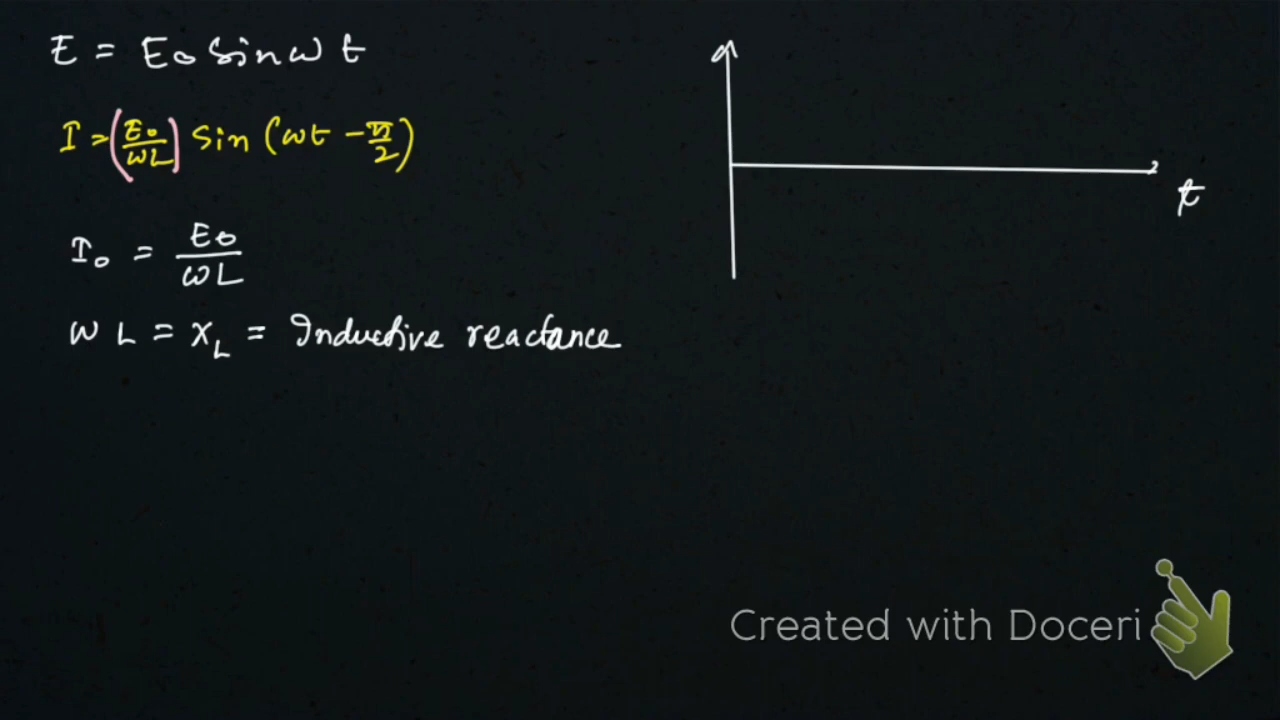 E = E₀ sin ω t
I = (E₀/ωL) sin (ωt - π/2)
I₀ = E₀/ωL
ω L = X_L = Inductive reactance
t
Created with Doceri